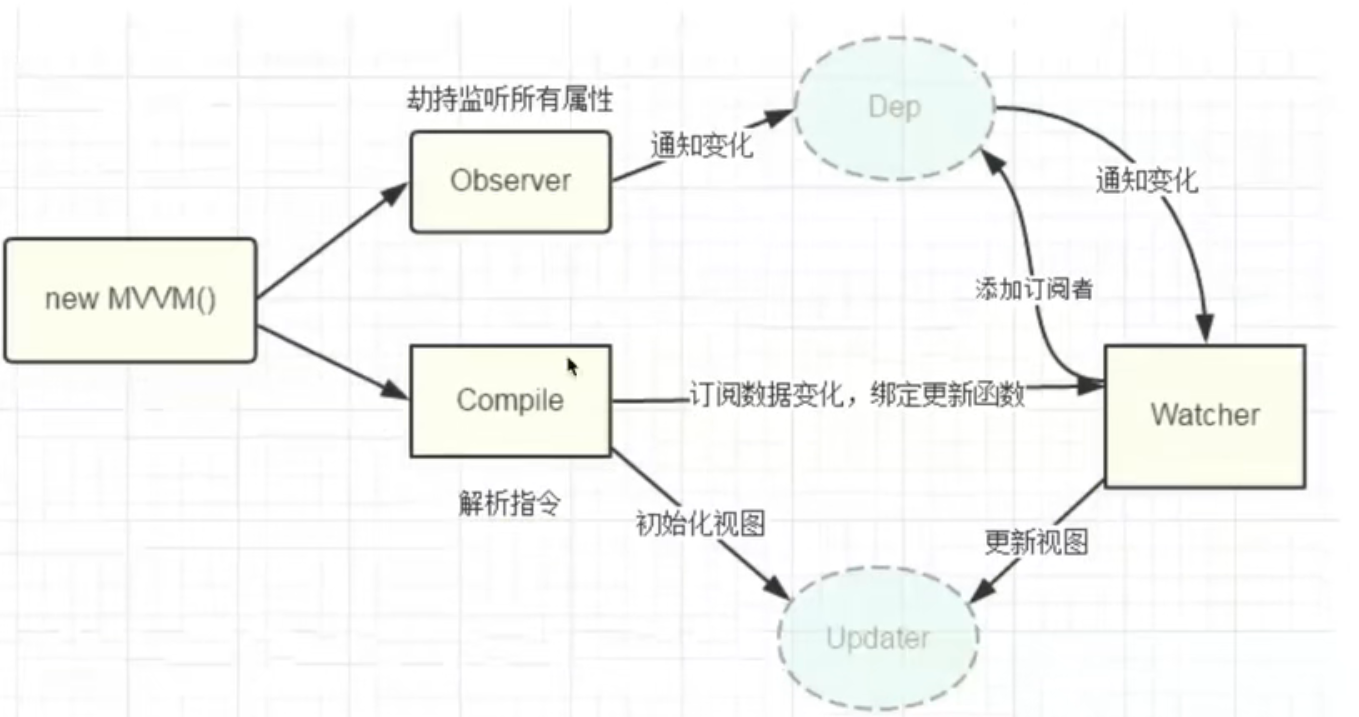 劫持监听所有属性
Dep
通知变化
Observer
通知变化
添加订阅者
new MVVM()
Compile
订阅数据变化，绑定更新函数
Watcher
解析指令
初始化视图
更新视图
Updater